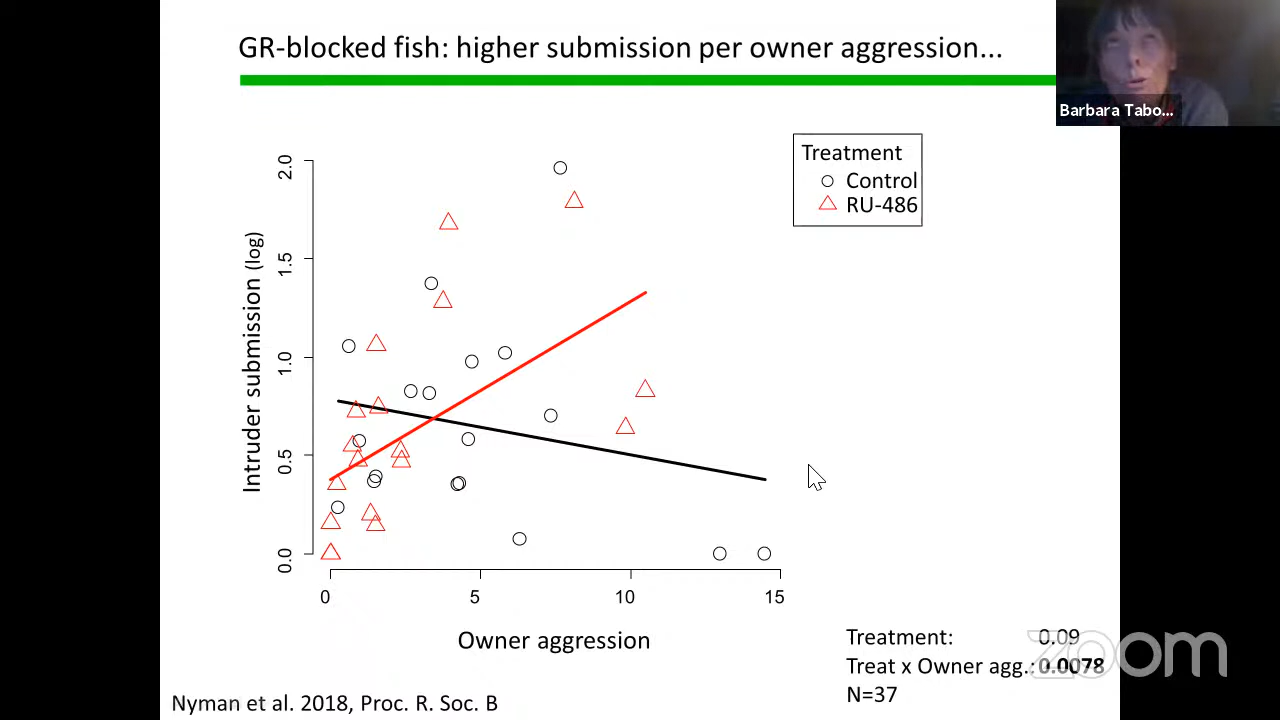 GR-blocked fish: higher submission per owner aggression...
Barbara Tabo...
Treatment
Control
RU-486
Intruder submission (log)
2.0
1.5
1.0
0.5
0.0
0
5
10
15
Owner aggression
Treatment: 0.09
Treat x Owner agg.: 0.0078
N=37
zoom
Nyman et al. 2018, Proc. R. Soc. B